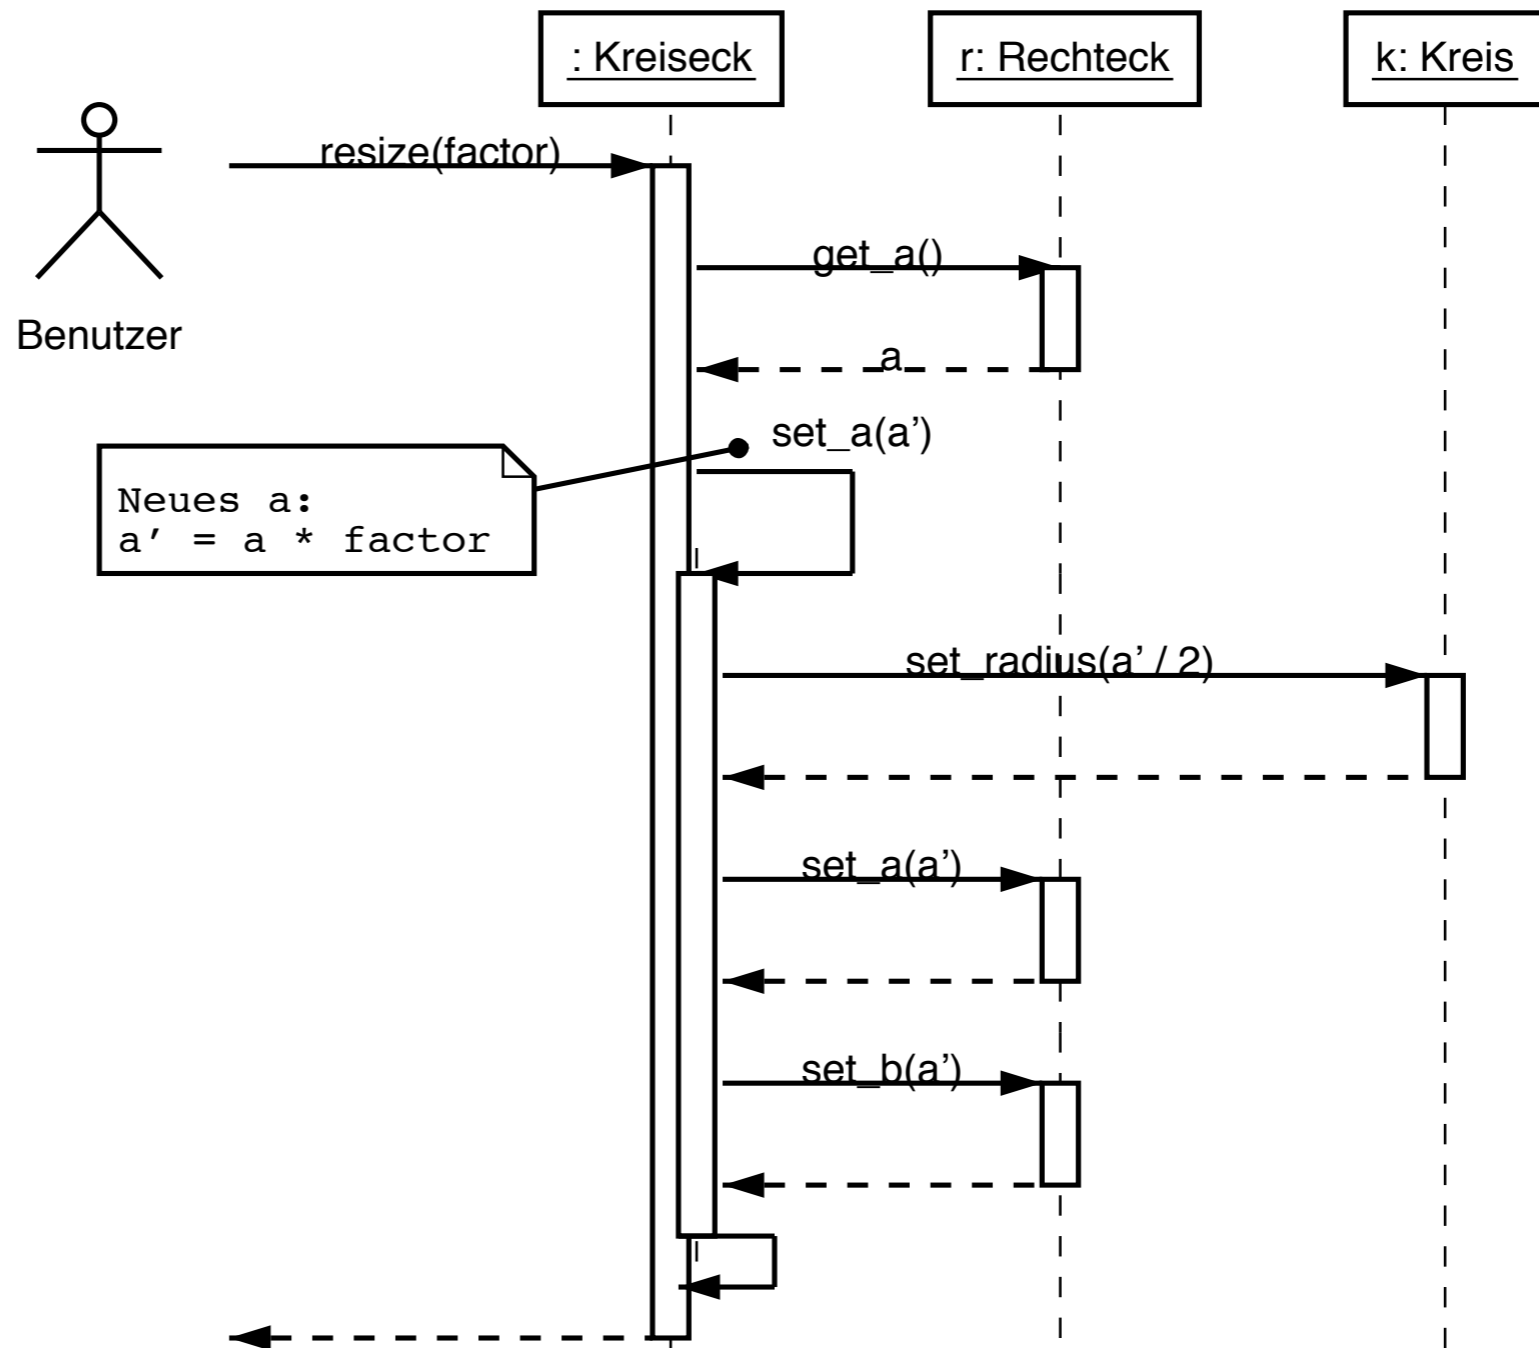 : Kreiseck
r: Rechteck
k: Kreis
resize(factor)
get_a()
Benutzer
a
set_a(a’)
Neues a:
a’ = a * factor
set_radius(a’ / 2)
set_a(a’)
set_b(a’)